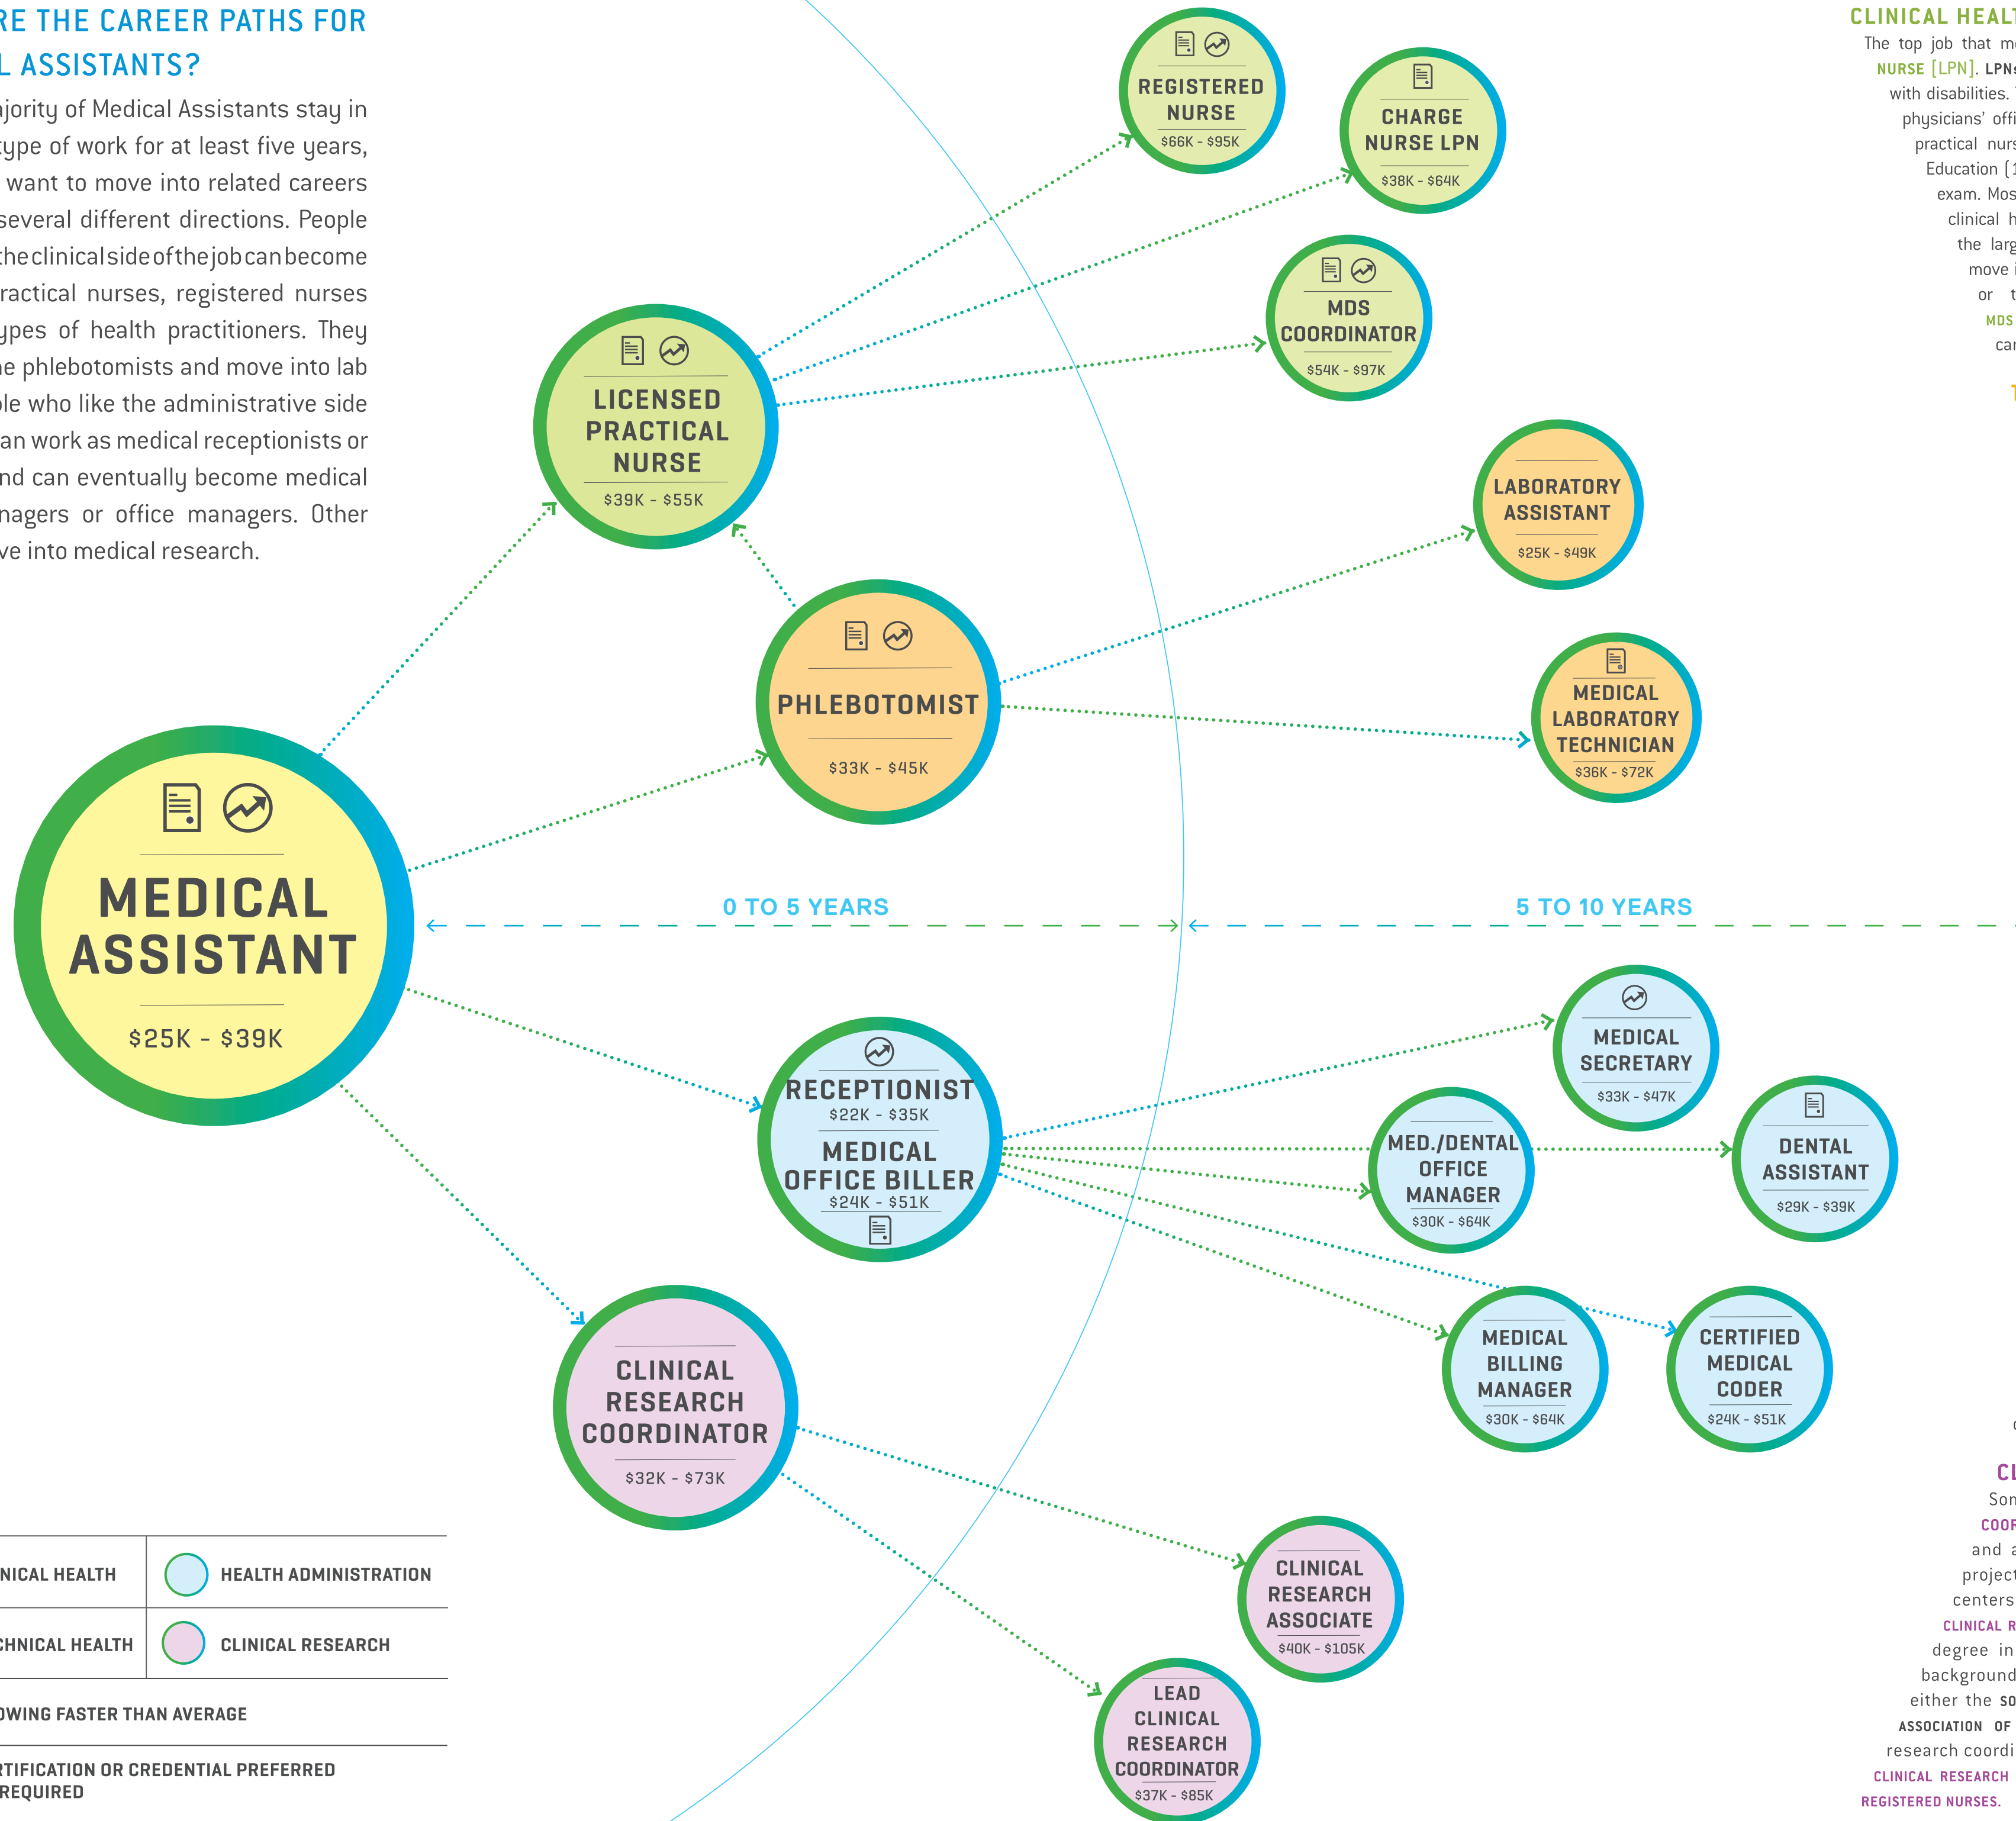 RE THE CAREER PATHS FOR
L ASSISTANTS?
ajority of Medical Assistants stay in
type of work for at least five years,
want to move into related careers
several different directions. People
the clinical side of the job can become
ractical nurses, registered nurses
ypes of health practitioners. They
ne phlebotomists and move into lab
ple who like the administrative side
an work as medical receptionists or
nd can eventually become medical
nagers or office managers. Other
ve into medical research.
REGISTERED
NURSE
$66K - $95K
CHARGE
NURSE LPN
$38K - $64K
MDS
COORDINATOR
$54K - $97K
LICENSED
PRACTICAL
NURSE
$39K - $55K
LABORATORY
ASSISTANT
$25K - $49K
PHLEBOTOMIST
$33K - $45K
MEDICAL
LABORATORY
TECHNICIAN
$36K - $72K
MEDICAL
ASSISTANT
$25K - $39K
0 TO 5 YEARS
5 TO 10 YEARS
RECEPTIONIST
$22K - $35K
MEDICAL
OFFICE BILLER
$24K - $51K
MEDICAL
SECRETARY
$33K - $47K
MED./DENTAL
OFFICE
MANAGER
$30K - $64K
DENTAL
ASSISTANT
$29K - $39K
MEDICAL
BILLING
MANAGER
$30K - $64K
CERTIFIED
MEDICAL
CODER
$24K - $51K
CLINICAL
RESEARCH
COORDINATOR
$32K - $73K
CLINICAL
RESEARCH
ASSOCIATE
$40K - $105K
LEAD
CLINICAL
RESEARCH
COORDINATOR
$37K - $85K
NICAL HEALTH
HEALTH ADMINISTRATION
CHNICAL HEALTH
CLINICAL RESEARCH
OWING FASTER THAN AVERAGE
RTIFICATION OR CREDENTIAL PREFERRED
REQUIRED
CLINICAL HEALT
The top job that me
NURSE [LPN]. LPNs
with disabilities.
physicians' offi
practical nurs
Education (1
exam. Mos
clinical h
the larg
move i
or t
MDS
car
T
c
CL
Som
COOR
and a
project
centers
CLINICAL R
degree in
background
either the SO
ASSOCIATION OF
research coordi
CLINICAL RESEARCH
REGISTERED NURSES.